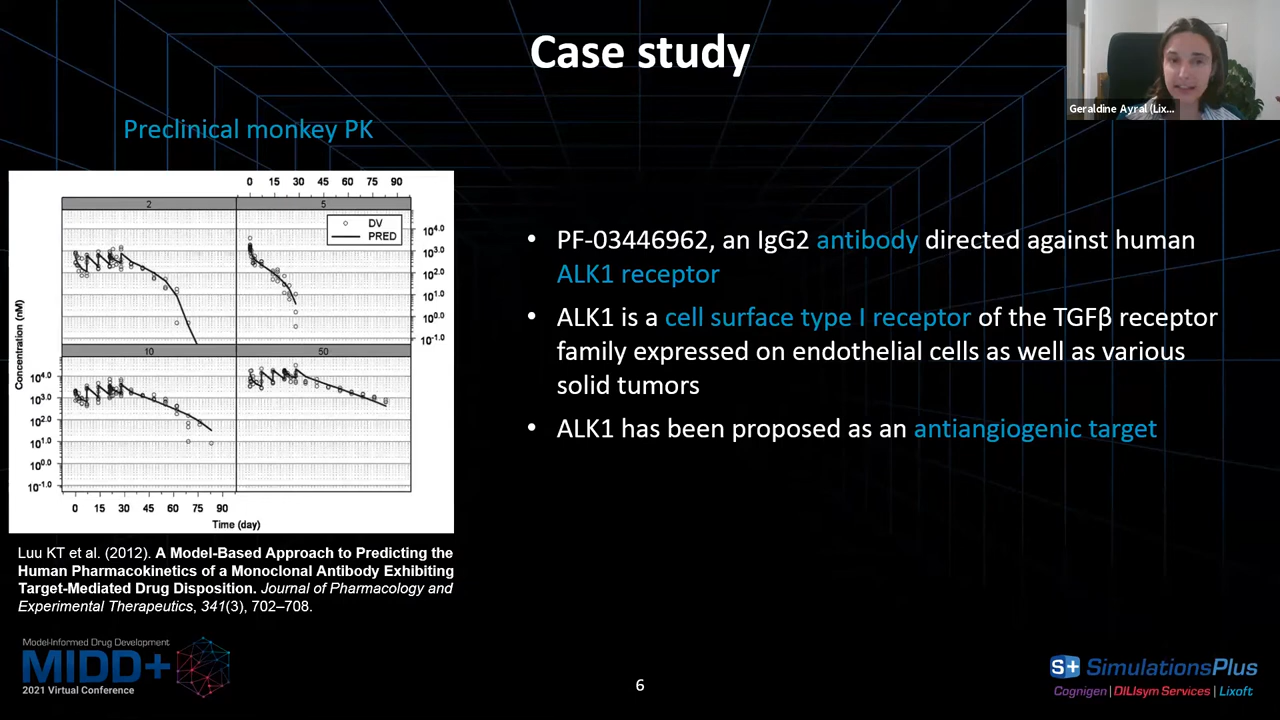 Case study
Geraldine Ayral (Lix...
Preclinical monkey PK
0 15 30 45 60 75 90
2
5
DV
PRED
10^4.0
10^3.0
10^2.0
10^1.0
10^0.0
10^-1.0
Concentration (nM)
10
50
10^4.0
10^3.0
10^2.0
10^1.0
10^0.0
10^-1.0
0 15 30 45 60 75 90
Time (day)
• PF-03446962, an IgG2 antibody directed against human
ALK1 receptor
• ALK1 is a cell surface type I receptor of the TGFβ receptor
family expressed on endothelial cells as well as various
solid tumors
• ALK1 has been proposed as an antiangiogenic target
Luu KT et al. (2012). A Model-Based Approach to Predicting the
Human Pharmacokinetics of a Monoclonal Antibody Exhibiting
Target-Mediated Drug Disposition. Journal of Pharmacology and
Experimental Therapeutics, 341(3), 702–708.
Model-Informed Drug Development
MIDD+
2021 Virtual Conference
6
S+ SimulationsPlus
Cognigen | DILIsym Services | Lixoft